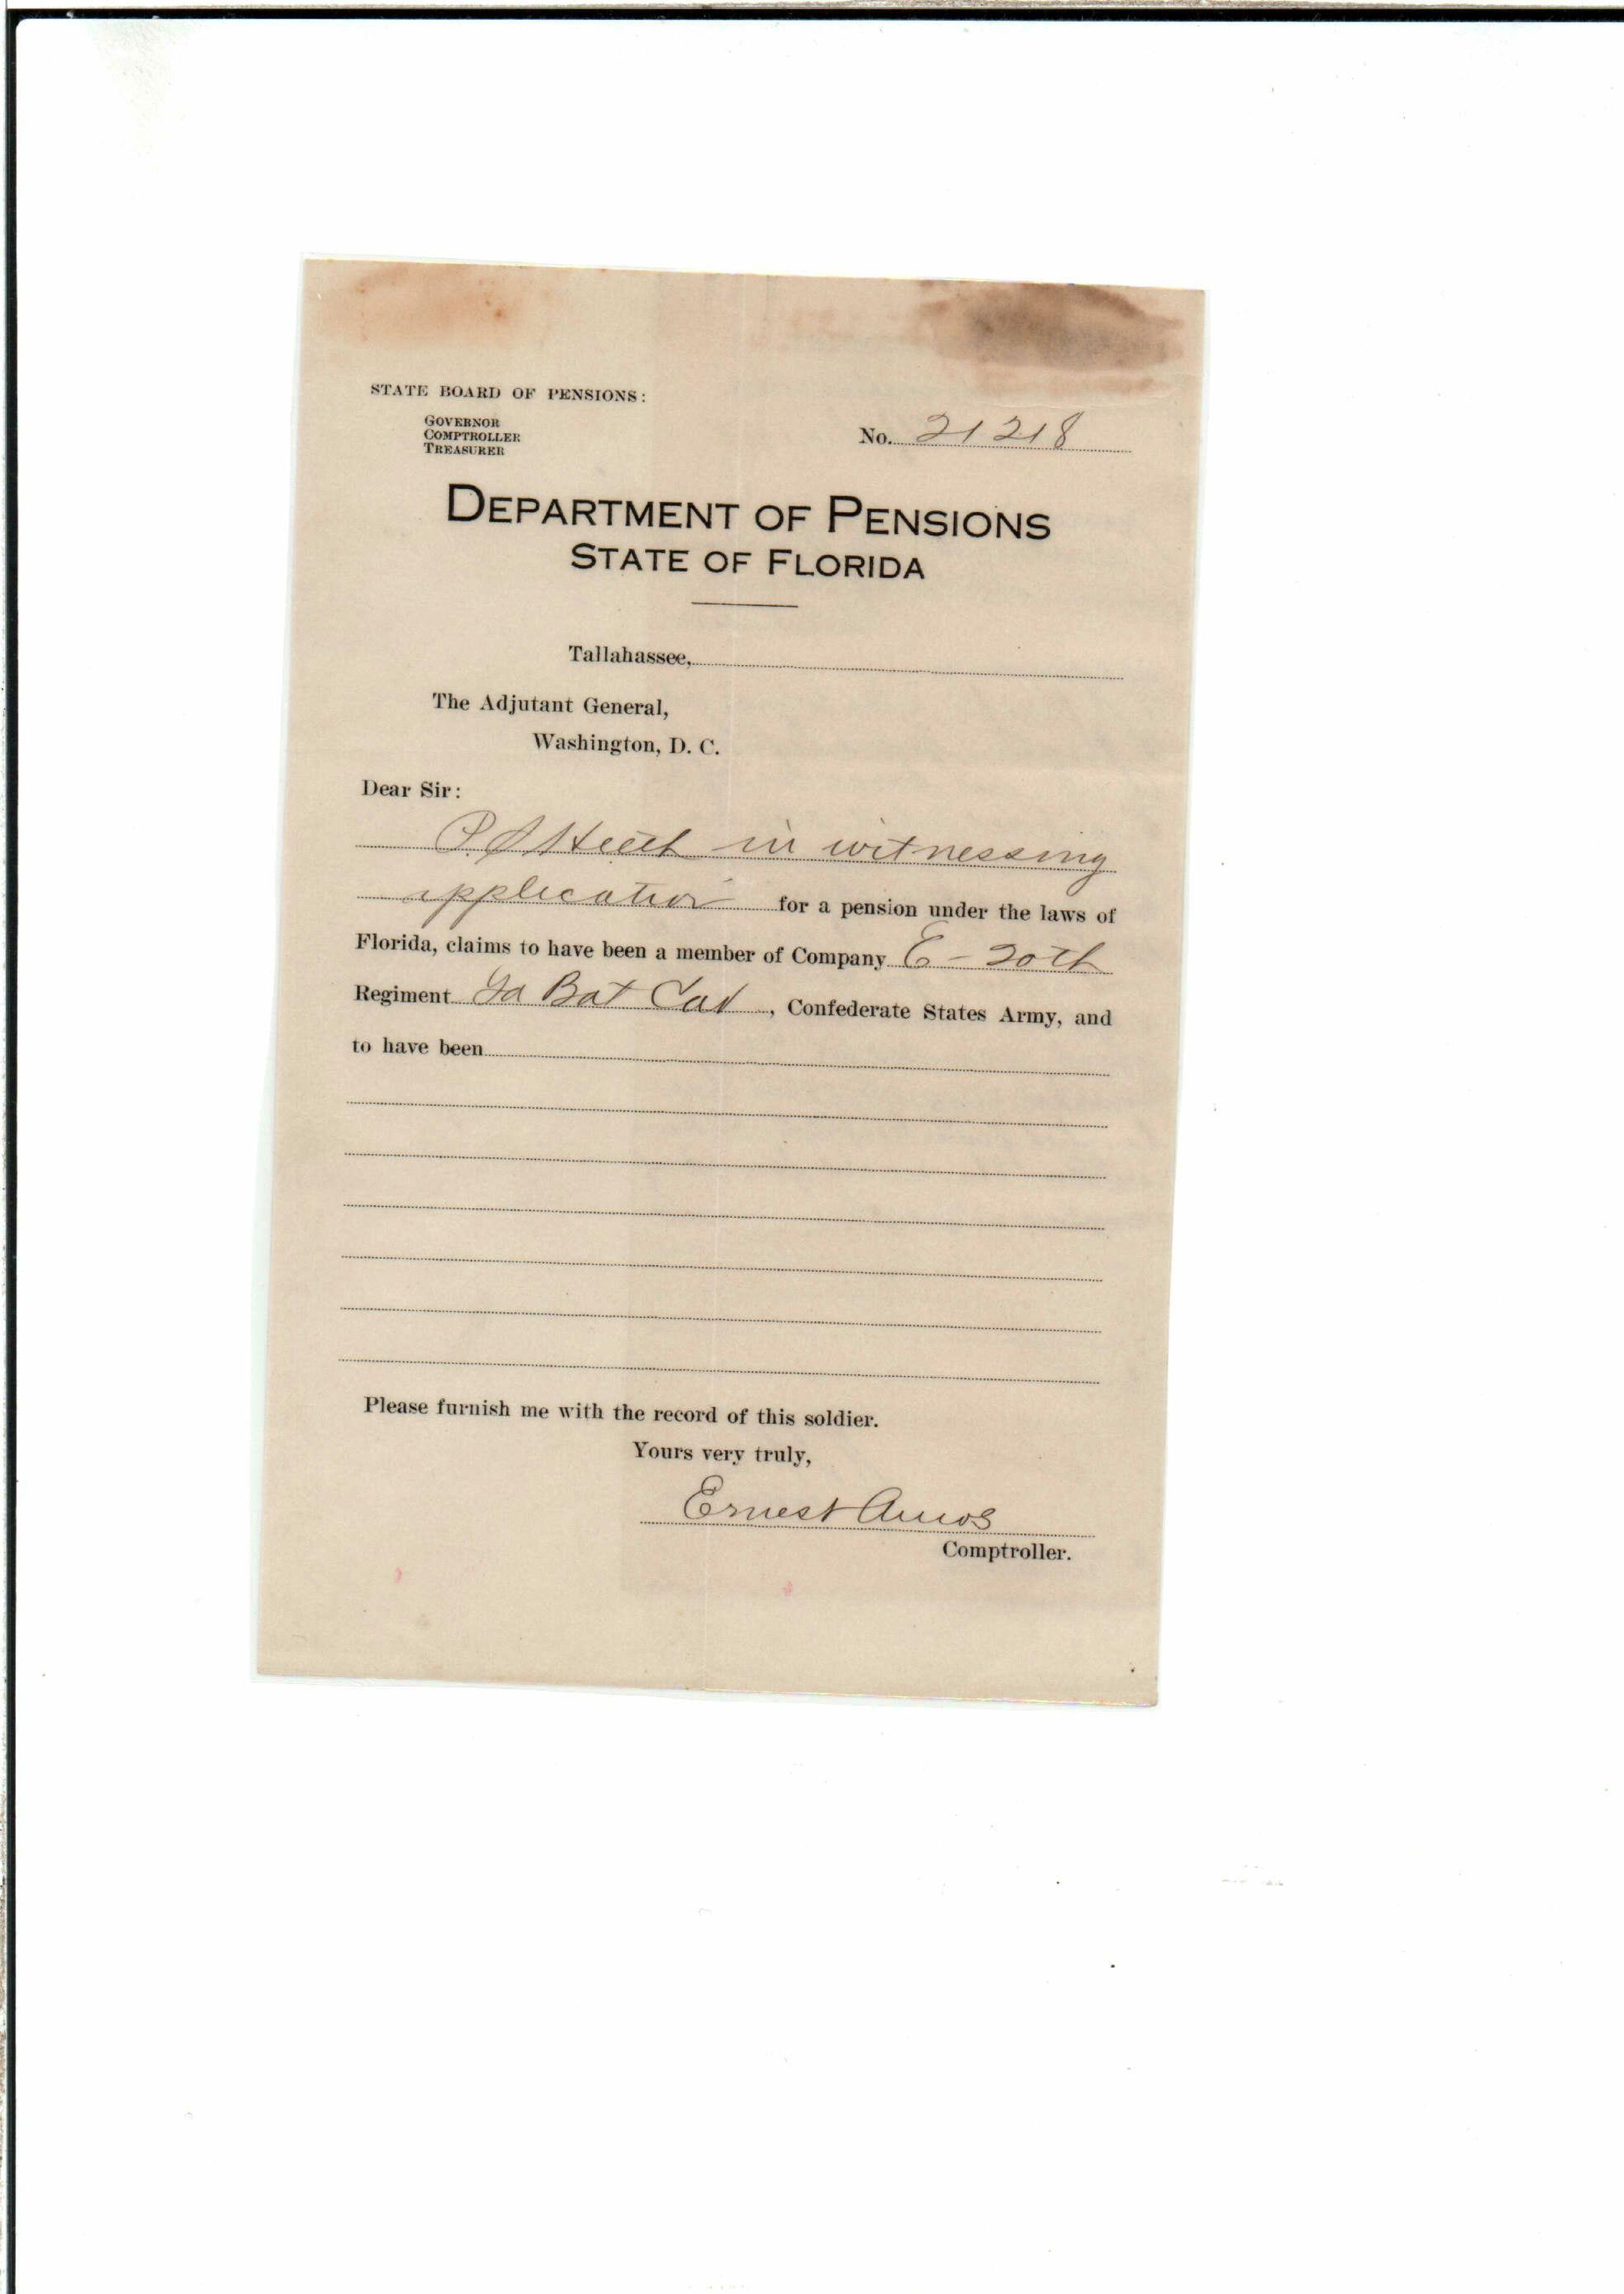 STATE BOARD OF PENSIONS:
GOVERNOR
COMPTROLLER
TREASURER
No. 21218
DEPARTMENT OF PENSIONS
STATE OF FLORIDA
Tallahassee,
The Adjutant General,
Washington, D. C.
Dear Sir:
in witnessing
application for a pension under the laws of
Florida, claims to have been a member of Company E - 20th
Regiment Ga Bat Cav, Confederate States Army, and
to have been
Please furnish me with the record of this soldier.
Yours very truly,
Ernest Amos
Comptroller.